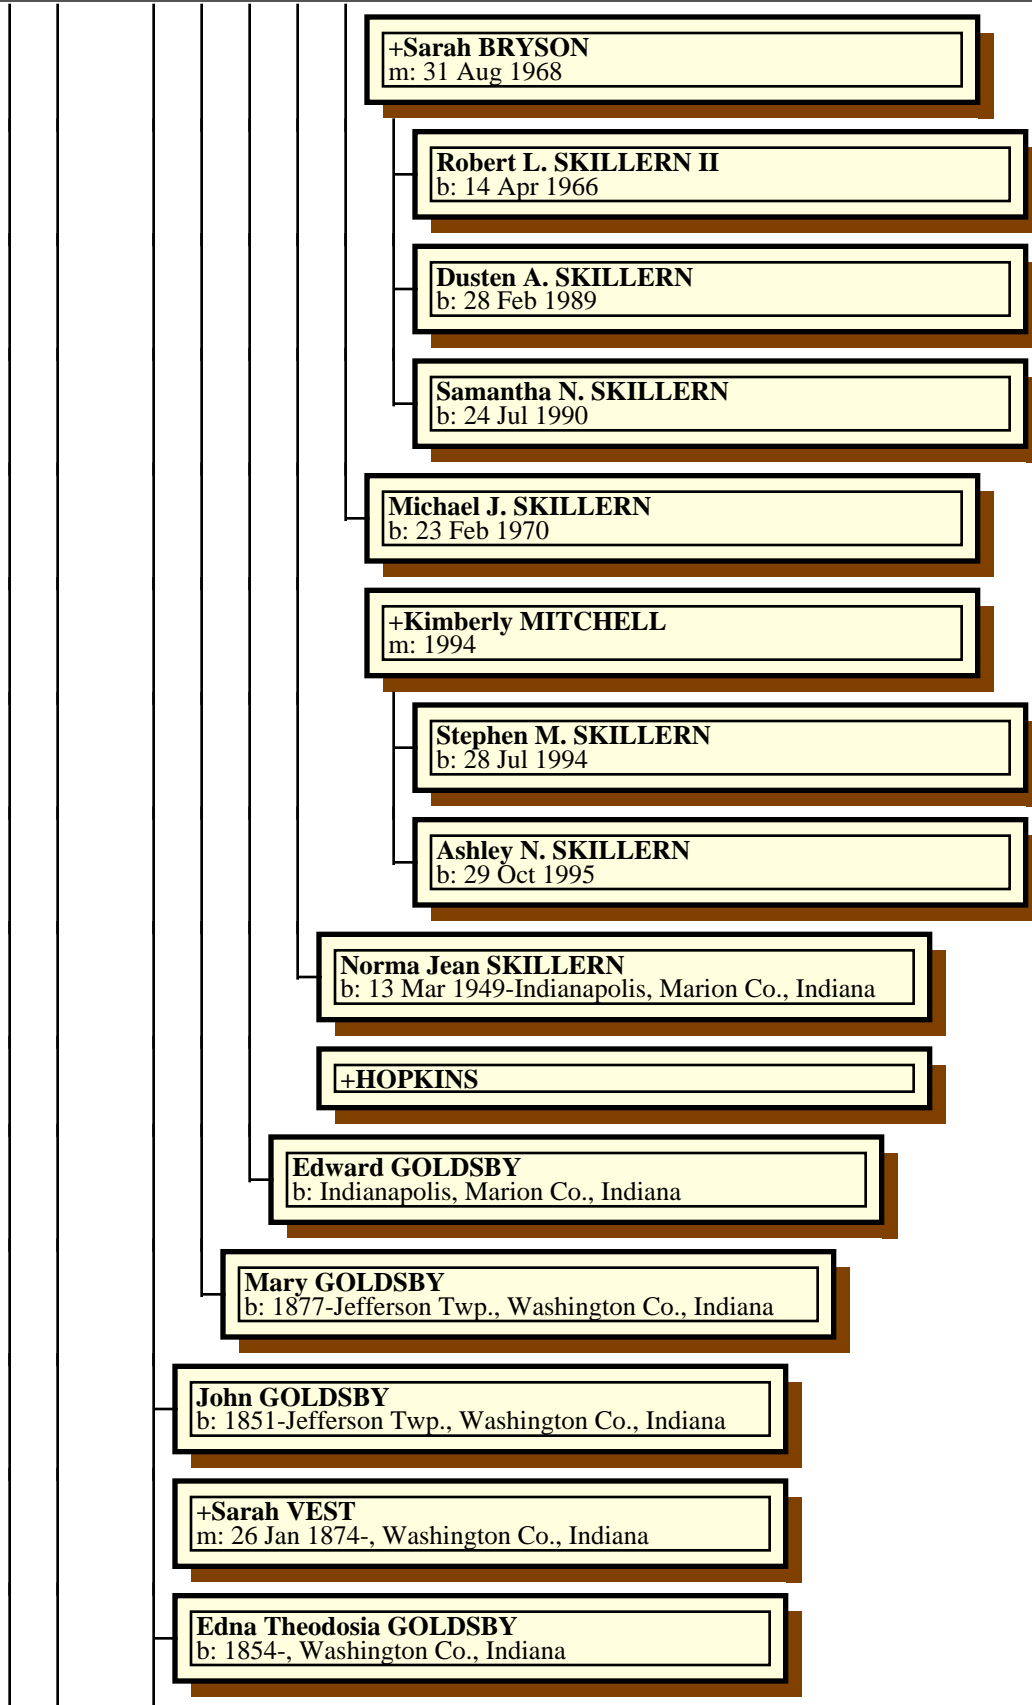 +Sarah BRYSON
m: 31 Aug 1968
Robert L. SKILLERN II
b: 14 Apr 1966
Dusten A. SKILLERN
b: 28 Feb 1989
Samantha N. SKILLERN
b: 24 Jul 1990
Michael J. SKILLERN
b: 23 Feb 1970
+Kimberly MITCHELL
m: 1994
Stephen M. SKILLERN
b: 28 Jul 1994
Ashley N. SKILLERN
b: 29 Oct 1995
Norma Jean SKILLERN
b: 13 Mar 1949-Indianapolis, Marion Co., Indiana
+HOPKINS
Edward GOLDSBY
b: Indianapolis, Marion Co., Indiana
Mary GOLDSBY
b: 1877-Jefferson Twp., Washington Co., Indiana
John GOLDSBY
b: 1851-Jefferson Twp., Washington Co., Indiana
+Sarah VEST
m: 26 Jan 1874-, Washington Co., Indiana
Edna Theodosia GOLDSBY
b: 1854-, Washington Co., Indiana